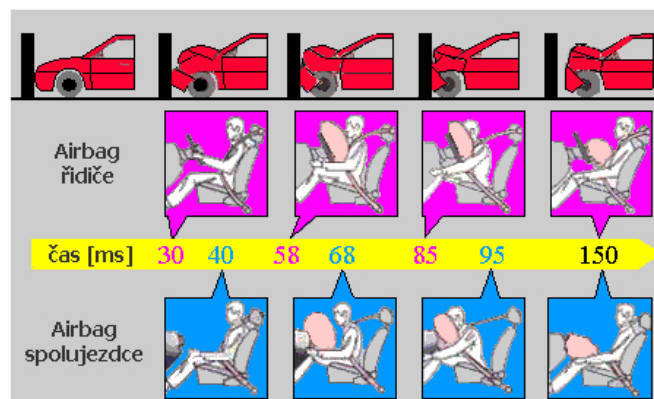 Airbag
řidiče
čas [ms] 30 40 58 68 85 95 150
Airbag
spolujezdce